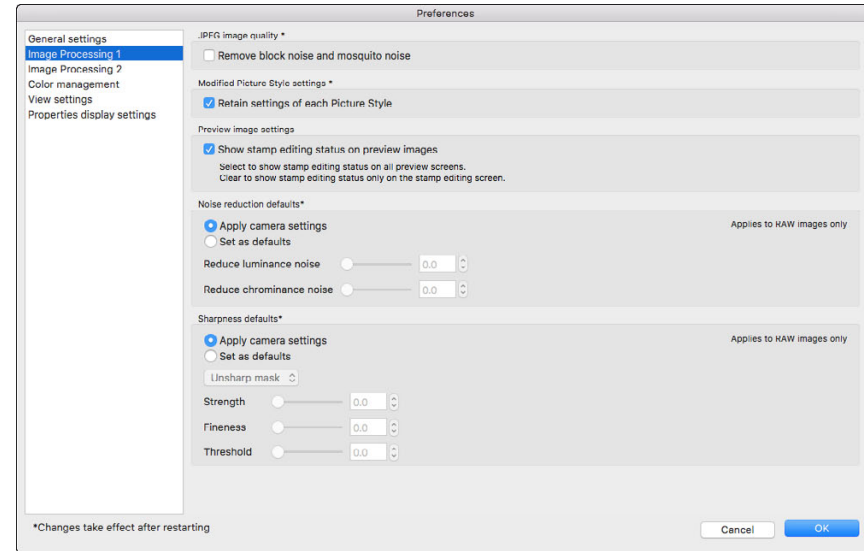 Preferences
General settings
Image Processing 1
Image Processing 2
Color management
View settings
Properties display settings
JPEG image quality *
Remove block noise and mosquito noise
Modified Picture Style settings *
Retain settings of each Picture Style
Preview image settings
Show stamp editing status on preview images
Select to show stamp editing status on all preview screens.
Clear to show stamp editing status only on the stamp editing screen.
Noise reduction defaults*
Apply camera settings
Applies to RAW images only
Set as defaults
Reduce luminance noise 0.0
Reduce chrominance noise 0.0
Sharpness defaults*
Apply camera settings
Applies to RAW images only
Set as defaults
Unsharp mask
Strength 0.0
Fineness 0.0
Threshold 0.0
*Changes take effect after restarting
Cancel OK